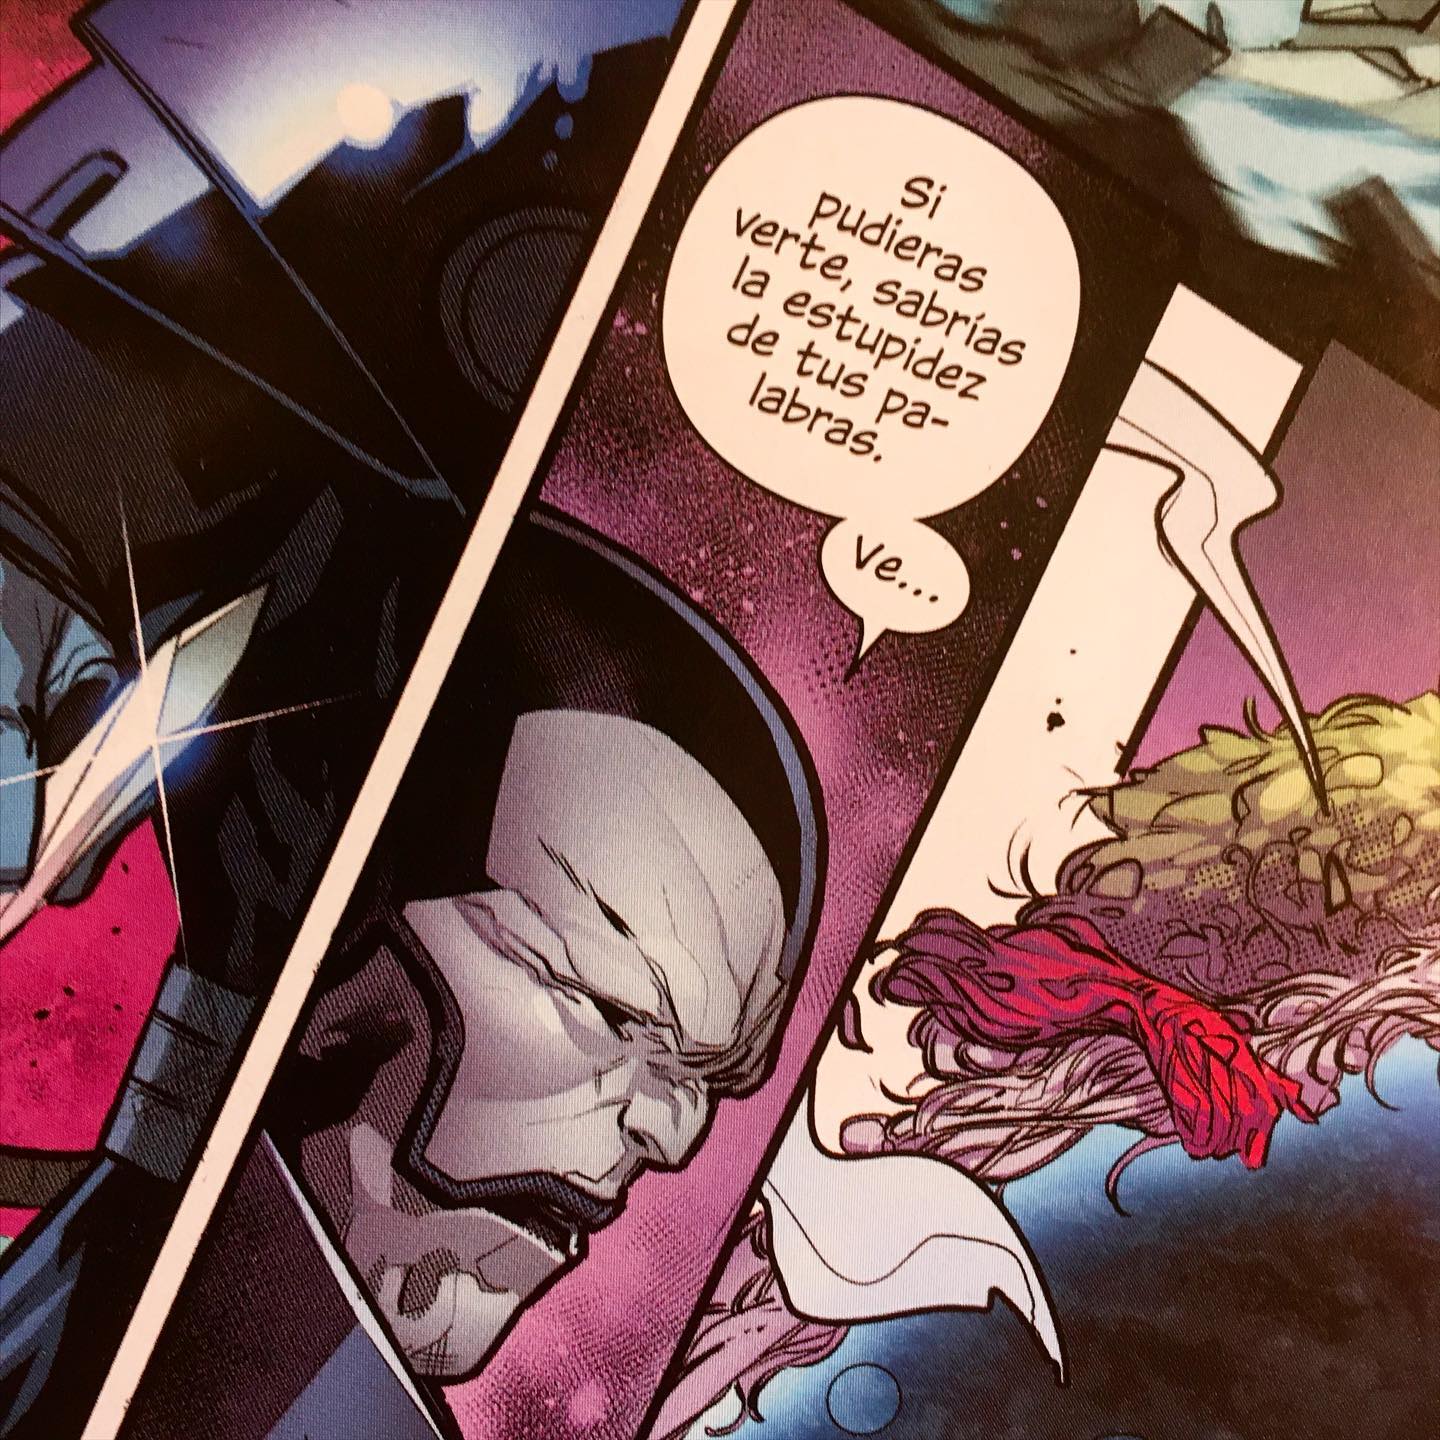 Si
pudieras
verte, sabrías
la estupidez
de tus pa-
labras.
Ve...